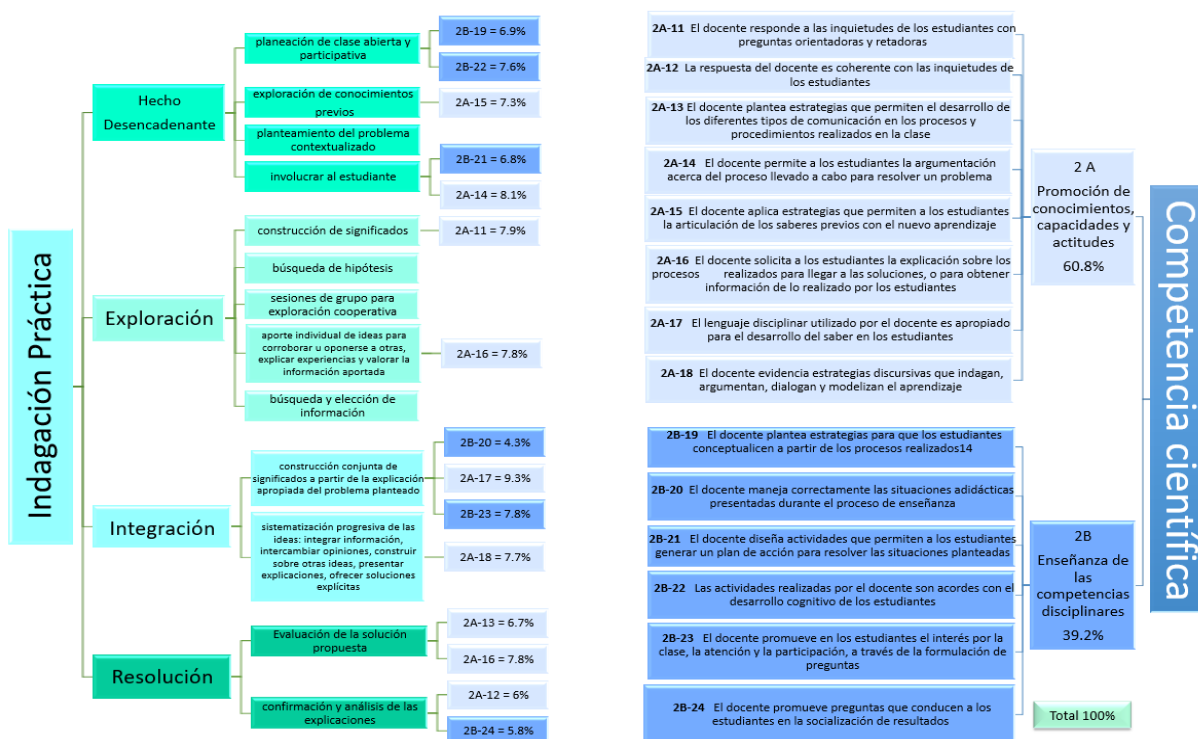 Indagación Práctica
Hecho
Desencadenante
planeación de clase abierta y
participativa
2B-19 = 6.9%
2B-22 = 7.6%
exploración de conocimientos
previos
2A-15 = 7.3%
planteamiento del problema
contextualizado
involucrar al estudiante
2B-21 = 6.8%
2A-14 = 8.1%
Exploración
construcción de significados
2A-11 = 7.9%
búsqueda de hipótesis
sesiones de grupo para
exploración cooperativa
aporte individual de ideas para
corroborar u oponerse a otras,
explicar experiencias y valorar la
información aportada
2A-16 = 7.8%
búsqueda y elección de
información
Integración
construcción conjunta de
significados a partir de la explicación
apropiada del problema planteado
2B-20 = 4.3%
2A-17 = 9.3%
2B-23 = 7.8%
sistematización progresiva de las
ideas: integrar información,
intercambiar opiniones, construir
sobre otras ideas, presentar
explicaciones, ofrecer soluciones
explícitas
2A-18 = 7.7%
Resolución
Evaluación de la solución
propuesta
2A-13 = 6.7%
2A-16 = 7.8%
confirmación y análisis de las
explicaciones
2A-12 = 6%
2B-24 = 5.8%
2A-11 El docente responde a las inquietudes de los estudiantes con
preguntas orientadoras y retadoras
2A-12 La respuesta del docente es coherente con las inquietudes de
los estudiantes
2A-13 El docente plantea estrategias que permiten el desarrollo de
los diferentes tipos de comunicación en los procesos y
procedimientos realizados en la clase
2A-14 El docente permite a los estudiantes la argumentación
acerca del proceso llevado a cabo para resolver un problema
2A-15 El docente aplica estrategias que permiten a los estudiantes
la articulación de los saberes previos con el nuevo aprendizaje
2A-16 El docente solicita a los estudiantes la explicación sobre los
procesos realizados para llegar a las soluciones, o para obtener
información de lo realizado por los estudiantes
2A-17 El lenguaje disciplinar utilizado por el docente es apropiado
para el desarrollo del saber en los estudiantes
2A-18 El docente evidencia estrategias discursivas que indagan,
argumentan, dialogan y modelizan el aprendizaje
2 A
Promoción de
conocimientos,
capacidades y
actitudes
60.8%
2B-19 El docente plantea estrategias para que los estudiantes
conceptualicen a partir de los procesos realizados14
2B-20 El docente maneja correctamente las situaciones adidácticas
presentadas durante el proceso de enseñanza
2B-21 El docente diseña actividades que permiten a los estudiantes
generar un plan de acción para resolver las situaciones planteadas
2B-22 Las actividades realizadas por el docente son acordes con el
desarrollo cognitivo de los estudiantes
2B-23 El docente promueve en los estudiantes el interés por la
clase, la atención y la participación, a través de la formulación de
preguntas
2B-24 El docente promueve preguntas que conducen a los
estudiantes en la socialización de resultados
2B
Enseñanza de
las
competencias
disciplinares
39.2%
Total 100%
Competencia científica